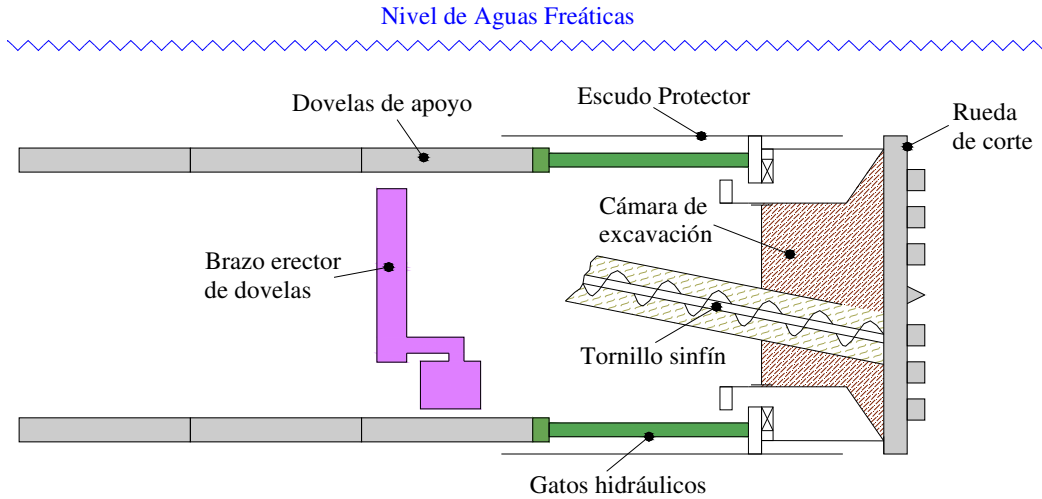 Nivel de Aguas Freáticas
Dovelas de apoyo
Escudo Protector
Rueda
de corte
Cámara de
excavación
Brazo erector
de dovelas
Tornillo sinfín
Gatos hidráulicos